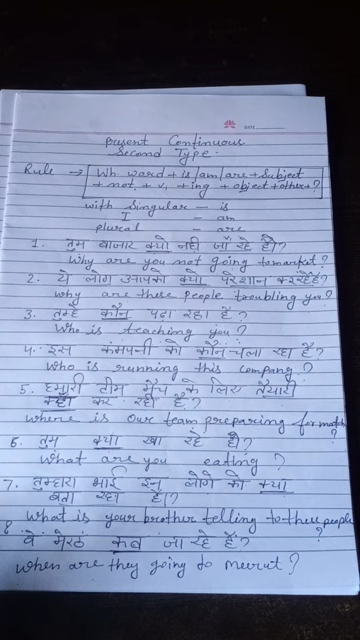 DATE
Present Continuous
Second Type.
Rule → [Wh. word + is/am/are + Subject
+ not + v1 + ing + object + other + ?]
with Singular - is
I - am
plural - are
1. तुम बाजार क्यों नही जा रहे हो?
Why are you not going to market?
2. ये लोग आपको क्यो परेशान कर रहे हैं?
why are these people troubling you?
3. तुम्हे कौन पढा रहा है?
Who is teaching you?
4. इस कंमपनी को कौन चला रहा है?
Who is running this company?
5. हमारी टीम मैच के लिए तैयारी
कहा कर रही है?
where is our team preparing for match?
6. तुम क्या खा रहे हो?
What are you eating?
7. तुम्हारा भाई इन लोगो को क्या
बता रहा है?
What is your brother telling to these people?
8 वे मेरठ कब जा रहे हैं?
when are they going to meerut?